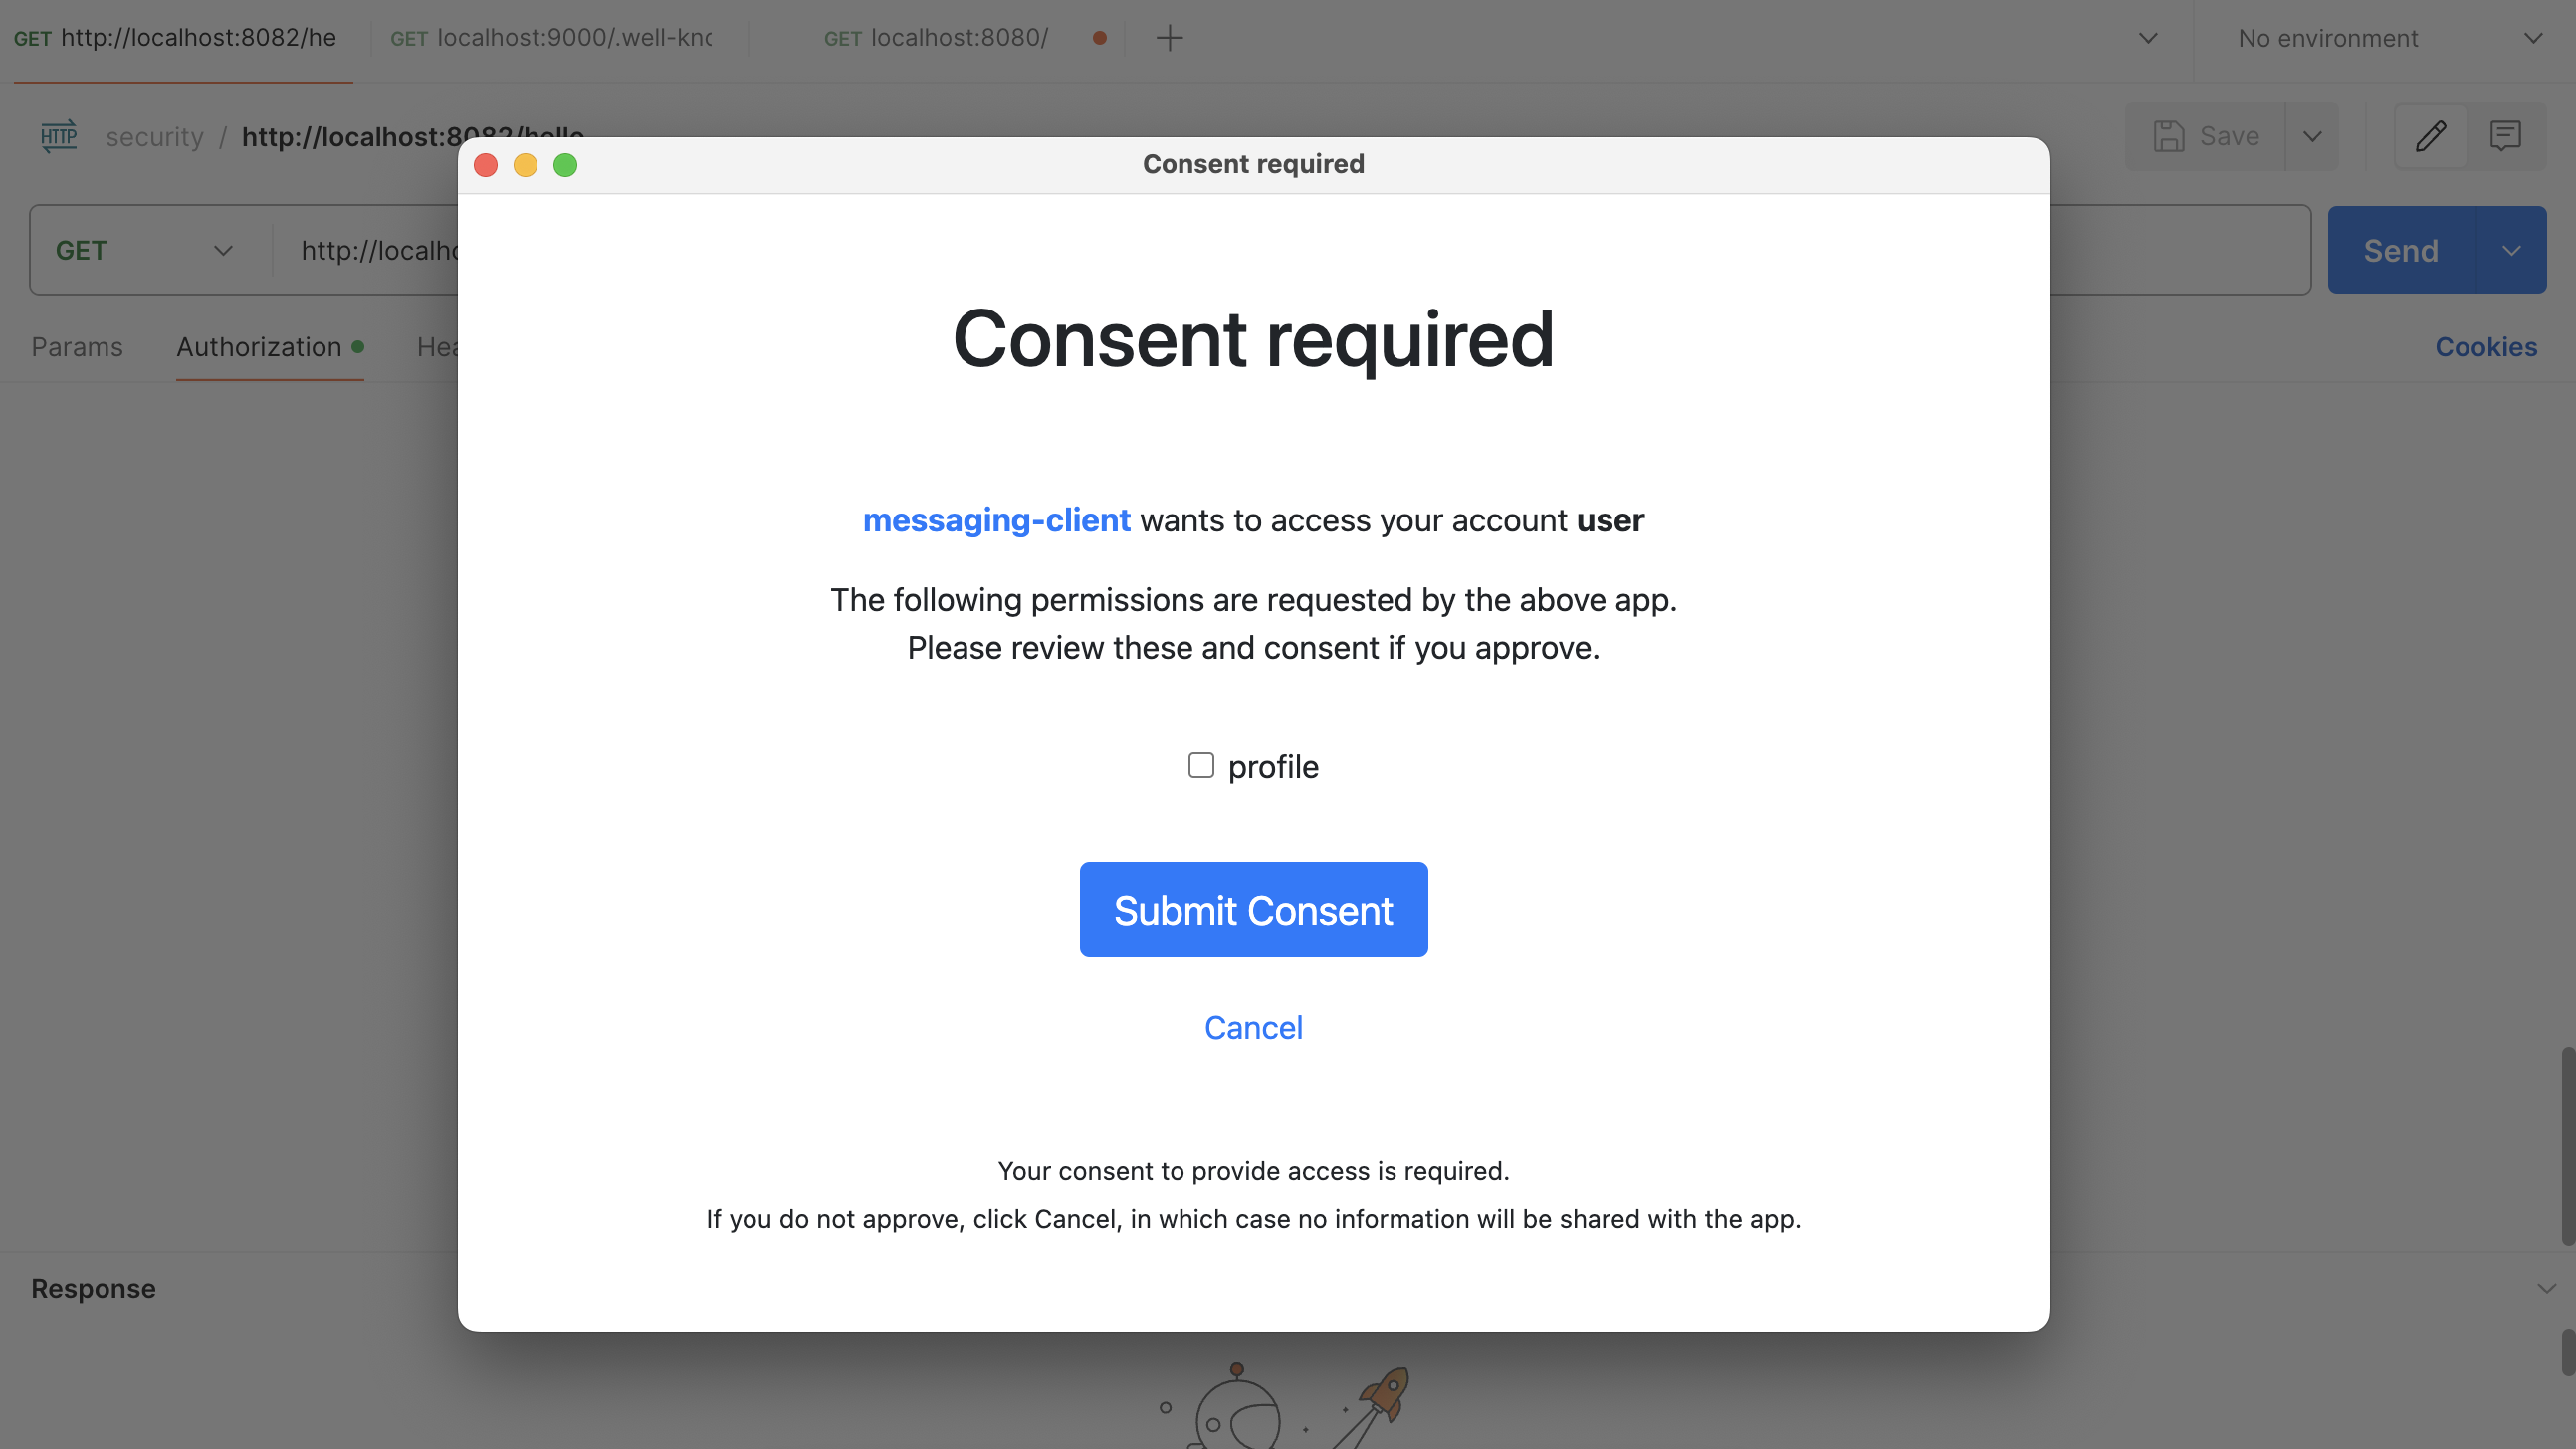 GET http://localhost:8082/he
GET localhost:9000/.well-knc
GET localhost:8080/
No environment
HTTP security / http://localhost:8082/hello
Save
Consent required
GET http://localho
Send
Params Authorization Hea
Cookies
Consent required
messaging-client wants to access your account user
The following permissions are requested by the above app.
Please review these and consent if you approve.
profile
Submit Consent
Cancel
Your consent to provide access is required.
If you do not approve, click Cancel, in which case no information will be shared with the app.
Response